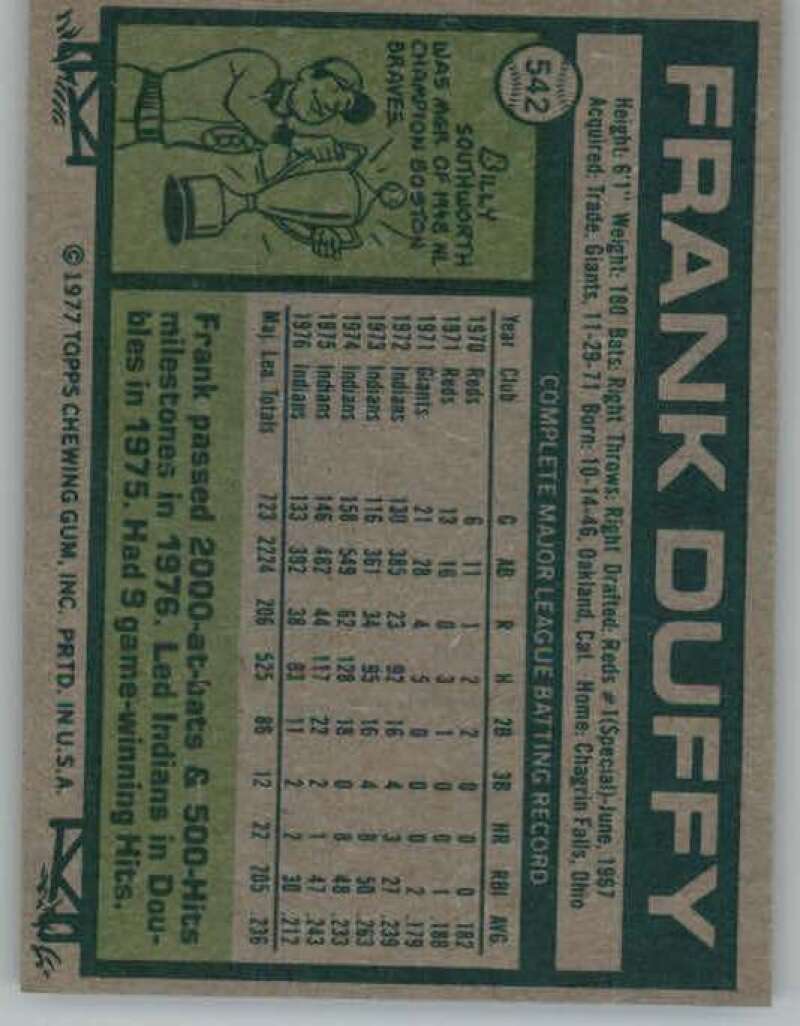 FRANK DUFFY
542
Height: 6'1" Weight: 180 Bats: Right Throws: Right Drafted: Reds #1(Special)-June, 1967
Acquired: Trade, Giants, 11-29-71 Born: 10-14-46, Oakland, Cal. Home: Chagrin Falls, Ohio
COMPLETE MAJOR LEAGUE BATTING RECORD
Year Club G AB R H 2B 3B HR RBI AVG.
1970 Reds 6 11 1 2 2 0 0 0 .182
1971 Reds 13 16 0 3 1 0 0 1 .188
1971 Giants 21 28 4 5 0 0 0 2 .179
1972 Indians 130 385 23 92 16 4 3 27 .239
1973 Indians 116 361 34 95 16 4 8 50 .263
1974 Indians 158 549 62 128 18 0 8 48 .233
1975 Indians 146 482 44 117 22 2 1 47 .243
1976 Indians 133 392 38 83 11 2 2 30 .212
Maj. Lea. Totals 723 2224 206 525 86 12 22 205 .236
BILLY
SOUTHWORTH
WAS MGR. OF 1948 NL
CHAMPION BOSTON
BRAVES.
B
Frank passed 2000-at-bats & 500-Hits
milestones in 1976. Led Indians in Dou-
bles in 1975. Had 9 game-winning Hits.
©1977 TOPPS CHEWING GUM, INC. PRTD. IN U.S.A.